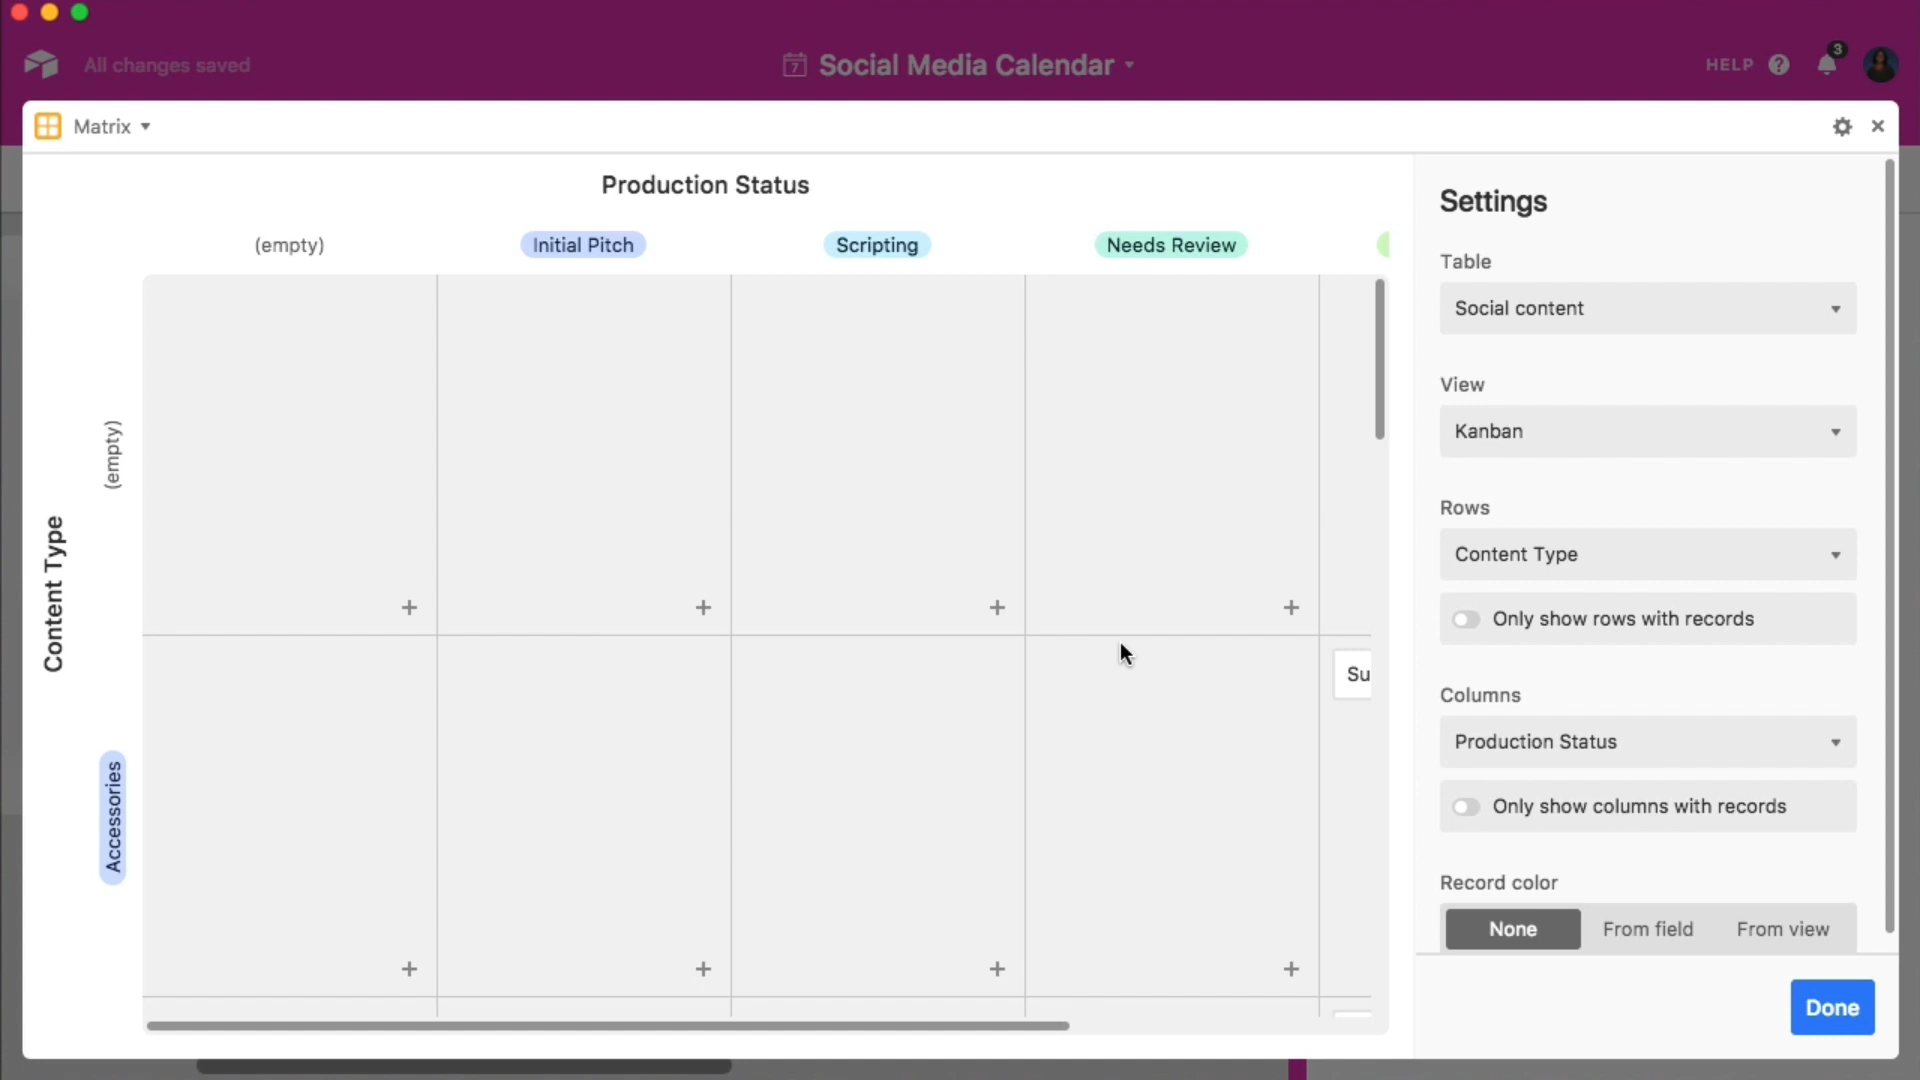 All changes saved
7
Social Media Calendar
HELP
?
3
Matrix
Production Status
(empty)
Initial Pitch
Scripting
Needs Review
Content Type
(empty)
Accessories
Su
Settings
Table
Social content
View
Kanban
Rows
Content Type
Only show rows with records
Columns
Production Status
Only show columns with records
Record color
None
From field
From view
Done